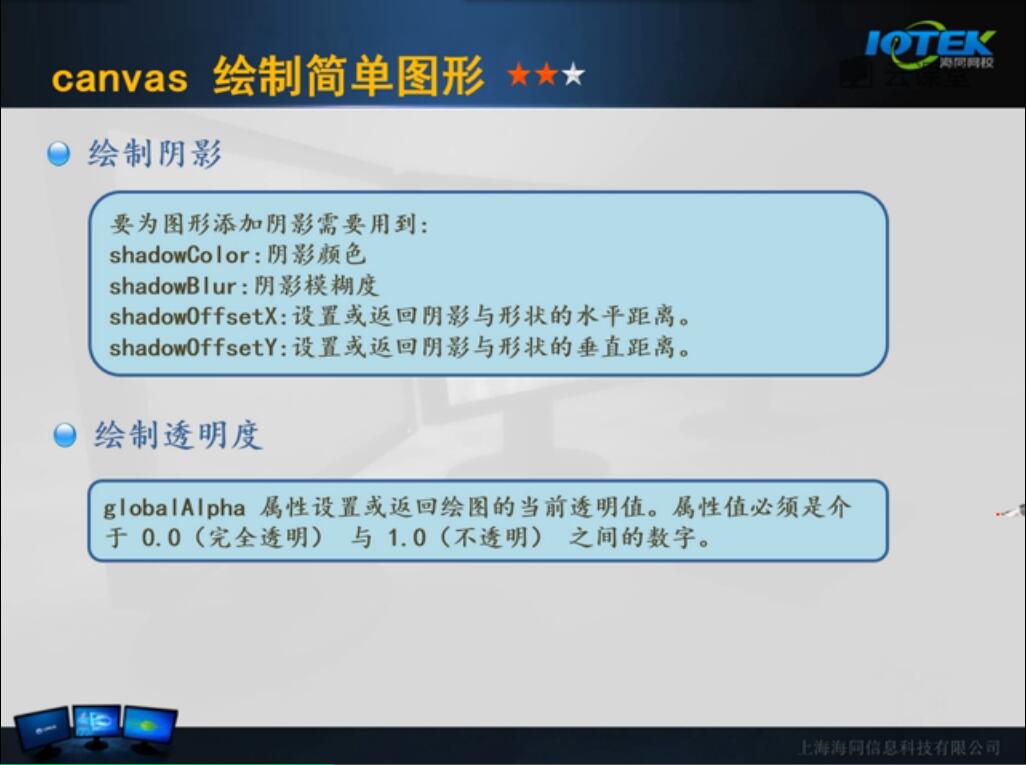 canvas 绘制简单图形
IOTEK
海同网校
云课堂
绘制阴影
要为图形添加阴影需要用到：
shadowColor:阴影颜色
shadowBlur:阴影模糊度
shadowOffsetX:设置或返回阴影与形状的水平距离。
shadowOffsetY:设置或返回阴影与形状的垂直距离。
绘制透明度
globalAlpha 属性设置或返回绘图的当前透明值。属性值必须是介
于 0.0（完全透明） 与 1.0（不透明） 之间的数字。
上海海同信息科技有限公司